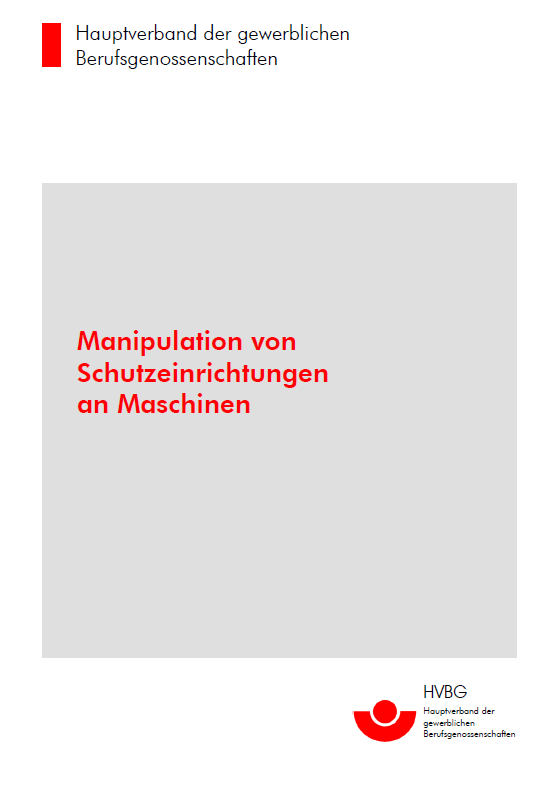 Hauptverband der gewerblichen
Berufsgenossenschaften
Manipulation von
Schutzeinrichtungen
an Maschinen
HVBG
Hauptverband der
gewerblichen
Berufsgenossenschaften